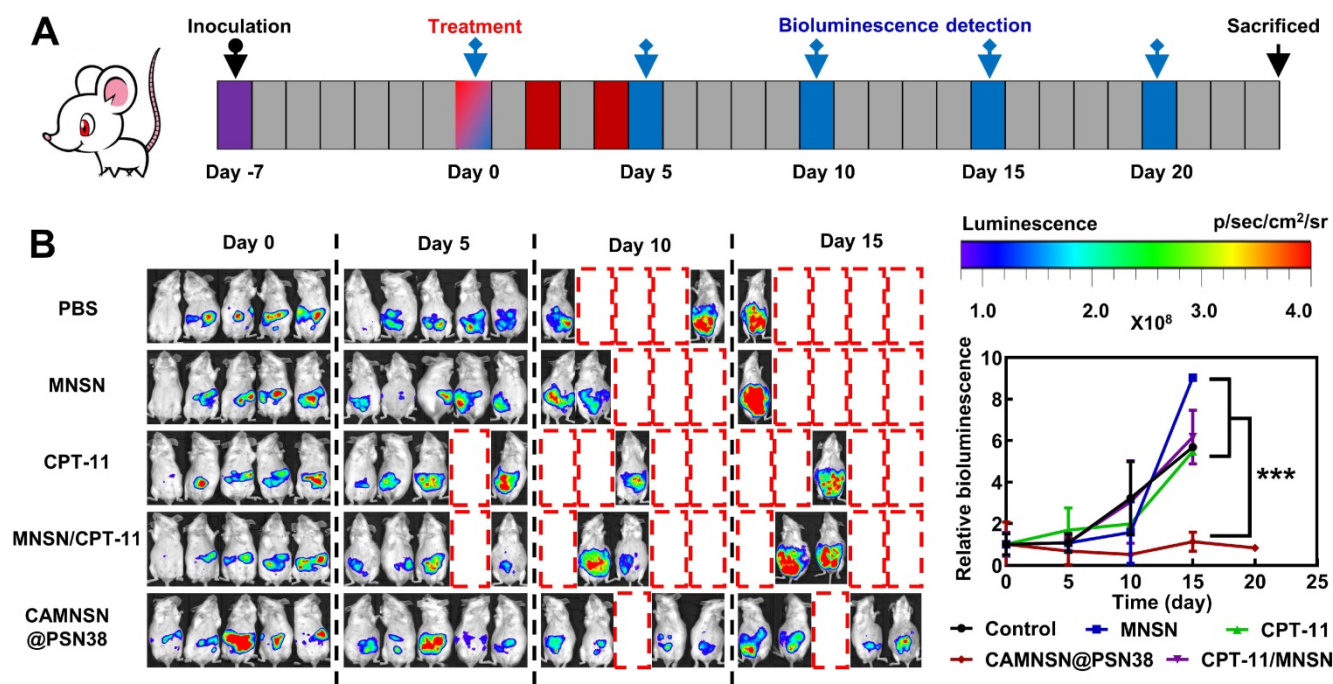 A
Inoculation
Treatment
Bioluminescence detection
Sacrificed
Day -7
Day 0
Day 5
Day 10
Day 15
Day 20
B
Day 0
Day 5
Day 10
Day 15
PBS
MNSN
CPT-11
MNSN/CPT-11
CAMNSN
@PSN38
Luminescence
p/sec/cm²/sr
1.0
2.0
3.0
4.0
X10⁸
Relative bioluminescence
10
8
6
4
2
0
***
0
5
10
15
20
25
Time (day)
Control
MNSN
CPT-11
CAMNSN@PSN38
CPT-11/MNSN